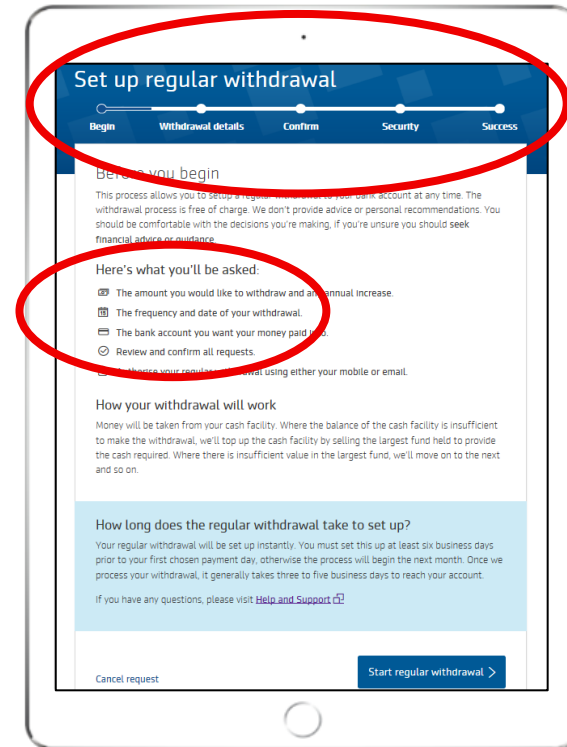 Set up regular withdrawal
Begin Withdrawal details Confirm Security Success
Before you begin
This process allows you to setup a regular withdrawal to your bank account at any time. The
withdrawal process is free of charge. We don't provide advice or personal recommendations. You
should be comfortable with the decisions you're making, if you're unsure you should seek
financial advice or guidance.
Here's what you'll be asked:
The amount you would like to withdraw and any annual increase.
The frequency and date of your withdrawal.
The bank account you want your money paid into.
Review and confirm all requests.
your regular withdrawal using either your mobile or email.
How your withdrawal will work
Money will be taken from your cash facility. Where the balance of the cash facility is insufficient
to make the withdrawal, we'll top up the cash facility by selling the largest fund held to provide
the cash required. Where there is insufficient value in the largest fund, we'll move on to the next
and so on.
How long does the regular withdrawal take to set up?
Your regular withdrawal will be set up instantly. You must set this up at least six business days
prior to your first chosen payment day, otherwise the process will begin the next month. Once we
process your withdrawal, it generally takes three to five business days to reach your account.
If you have any questions, please visit Help and Support
Cancel request
Start regular withdrawal >